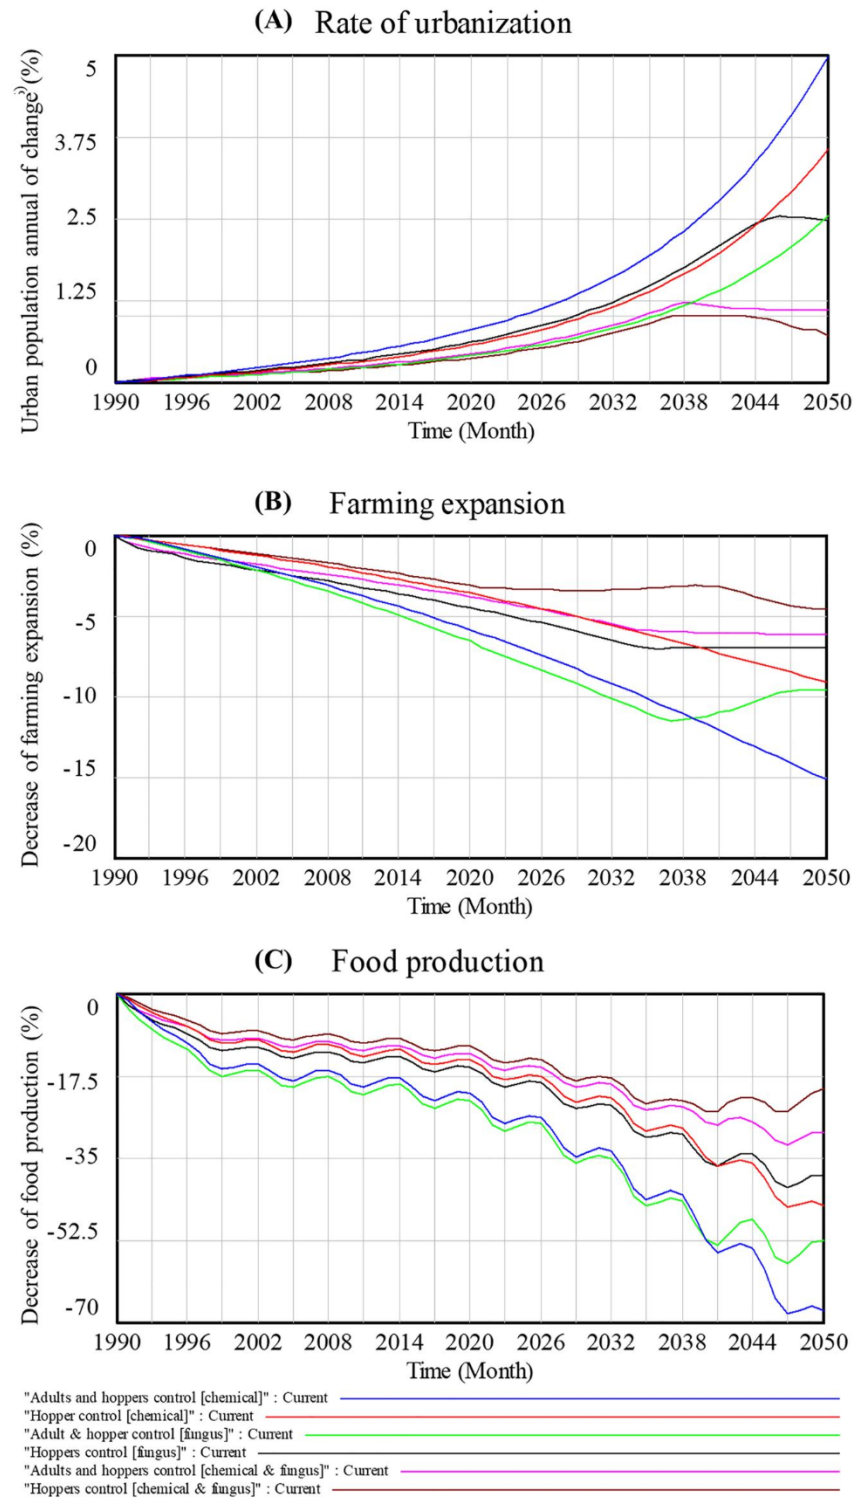 (A) Rate of urbanization
Urban population annual of change (%)
5
3.75
2.5
1.25
0
1990 1996 2002 2008 2014 2020 2026 2032 2038 2044 2050
Time (Month)
(B) Farming expansion
Decrease of farming expansion (%)
0
-5
-10
-15
-20
1990 1996 2002 2008 2014 2020 2026 2032 2038 2044 2050
Time (Month)
(C) Food production
Decrease of food production (%)
0
-17.5
-35
-52.5
-70
1990 1996 2002 2008 2014 2020 2026 2032 2038 2044 2050
Time (Month)
"Adults and hoppers control [chemical]" : Current
"Hopper control [chemical]" : Current
"Adult & hopper control [fungus]" : Current
"Hoppers control [fungus]" : Current
"Adults and hoppers control [chemical & fungus]" : Current
"Hoppers control [chemical & fungus]" : Current